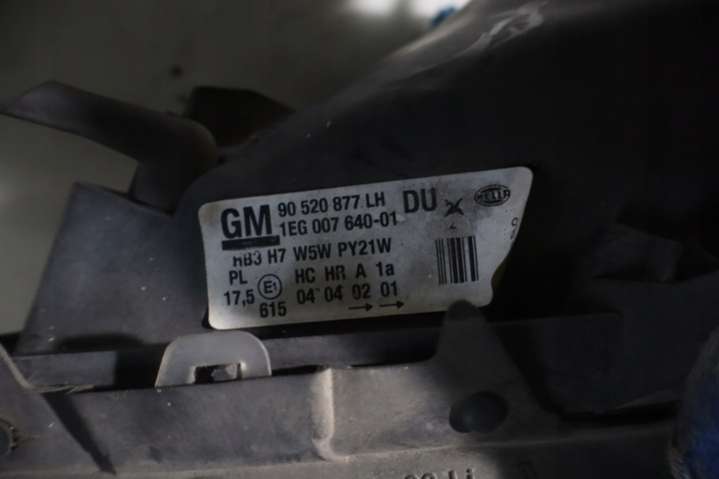 GM 90 520 877 LH DU
1EG 007 640-01
HELLA
HB3 H7 W5W PY21W
PL HC HR A 1a
17,5 E1 04 04 02 01
615